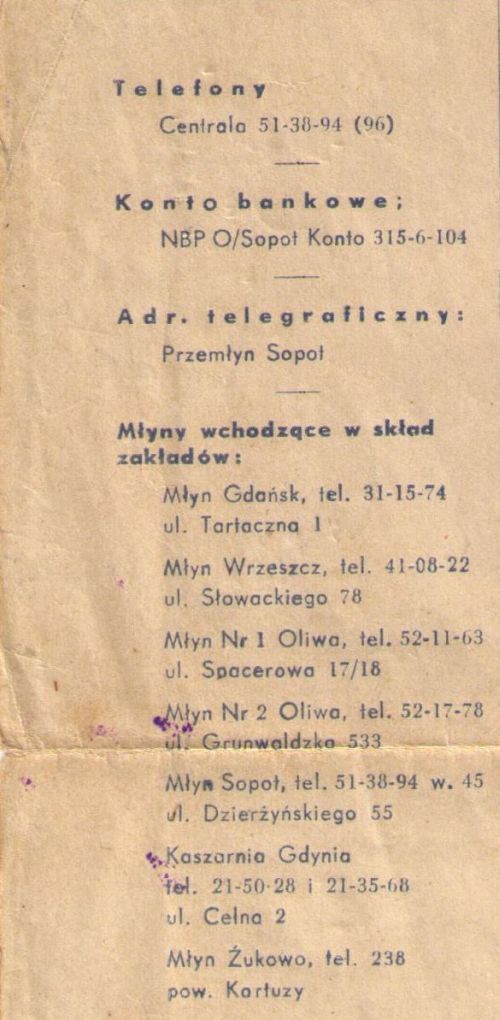 Telefony
Centrala 51-38-94 (96)
Konto bankowe;
NBP O/Sopot Konto 315-6-104
Adr. telegraficzny:
Przemłyn Sopot
Młyny wchodzące w skład
zakładów:
Młyn Gdańsk, tel. 31-15-74
ul. Tartaczna 1
Młyn Wrzeszcz, tel. 41-08-22
ul. Słowackiego 78
Młyn Nr 1 Oliwa, tel. 52-11-63
ul. Spacerowa 17/18
Młyn Nr 2 Oliwa, tel. 52-17-78
ul. Grunwaldzka 533
Młyn Sopot, tel. 51-38-94 w. 45
ul. Dzierżyńskiego 55
Kaszarnia Gdynia
tel. 21-50-28 i 21-35-68
ul. Celna 2
Młyn Żukowo, tel. 238
pow. Kartuzy